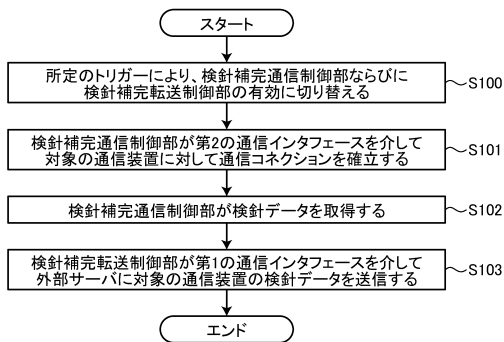 スタート
所定のトリガーにより、検針補完通信制御部ならびに
検針補完転送制御部の有効に切り替える
S100
検針補完通信制御部が第2の通信インタフェースを介して
対象の通信装置に対して通信コネクションを確立する
S101
検針補完通信制御部が検針データを取得する
S102
検針補完転送制御部が第1の通信インタフェースを介して
外部サーバに対象の通信装置の検針データを送信する
S103
エンド